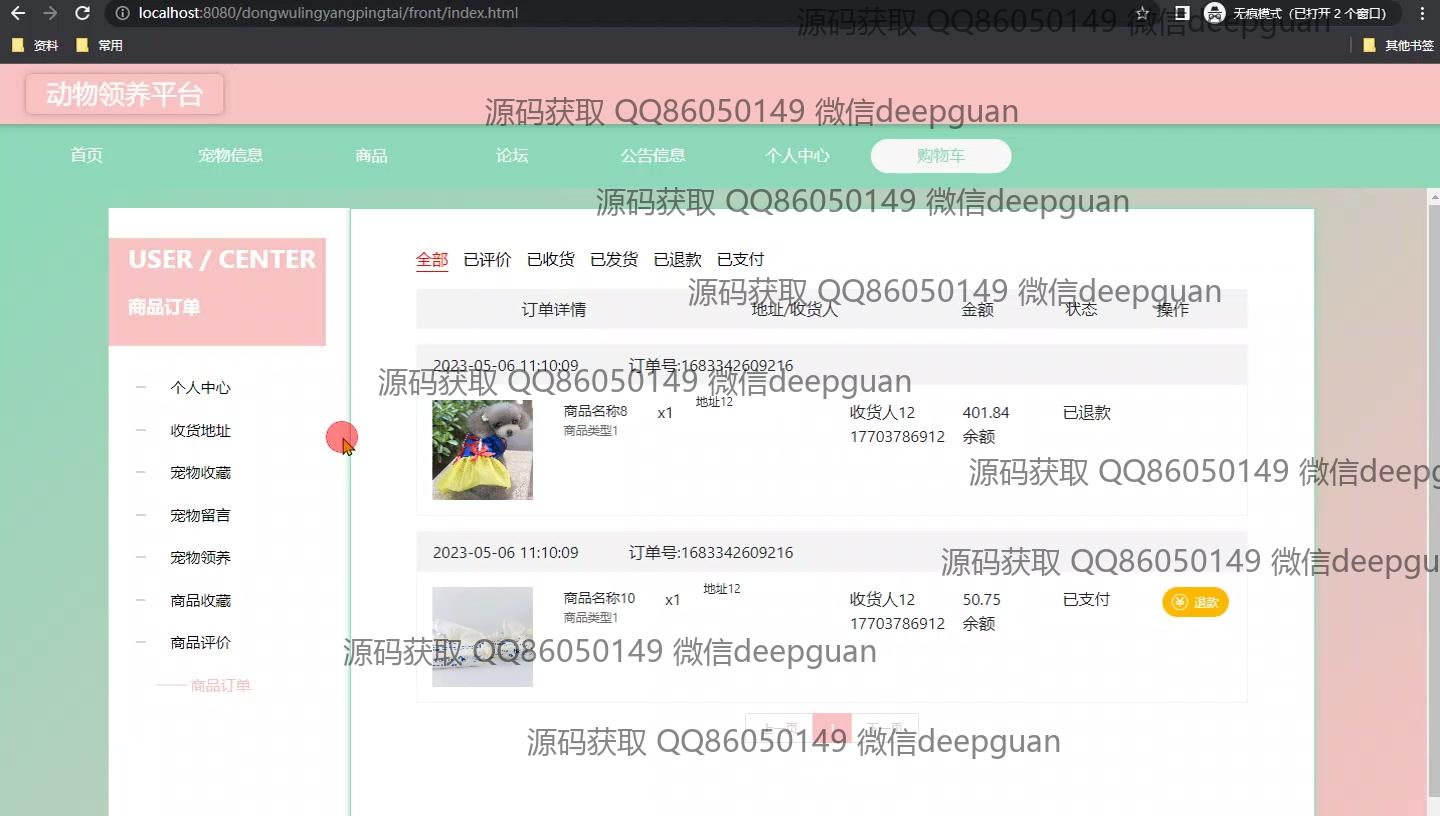 localhost:8080/dongwulingyangpingtai/front/index.html
无痕模式（已打开 2 个窗口）
资料 常用 其他书签
源码获取 QQ86050149 微信deepguan
动物领养平台
源码获取 QQ86050149 微信deepguan
首页 宠物信息 商品 论坛 公告信息 个人中心 购物车
源码获取 QQ86050149 微信deepguan
USER / CENTER
商品订单
个人中心
收货地址
宠物收藏
宠物留言
宠物领养
商品收藏
商品评价
商品订单
全部 已评价 已收货 已发货 已退款 已支付
源码获取 QQ86050149 微信deepguan
订单详情 地址/收货人 金额 状态 操作
2023-05-06 11:10:09 订单号:1683342609216
源码获取 QQ86050149 微信deepguan
商品名称8 x1 地址12 收货人12 401.84 已退款
商品类型1 17703786912 余额
源码获取 QQ86050149 微信deepg
2023-05-06 11:10:09 订单号:1683342609216
源码获取 QQ86050149 微信deepgu
商品名称10 x1 地址12 收货人12 50.75 已支付 退款
商品类型1 17703786912 余额
源码获取 QQ86050149 微信deepguan
上一页 1 下一页
源码获取 QQ86050149 微信deepguan